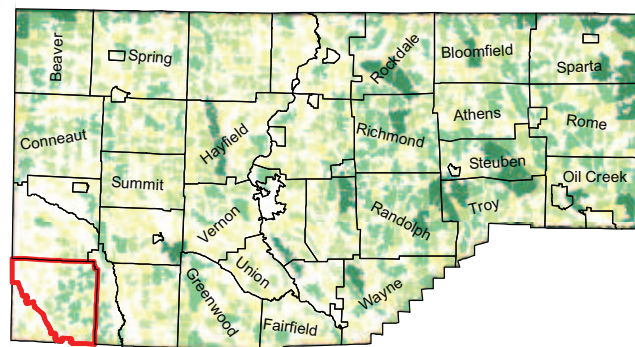 Beaver
Spring
Rockdale
Bloomfield
Sparta
Conneaut
Hayfield
Richmond
Athens
Rome
Summit
Steuben
Oil Creek
Vernon
Randolph
Troy
Greenwood
Union
Wayne
Fairfield